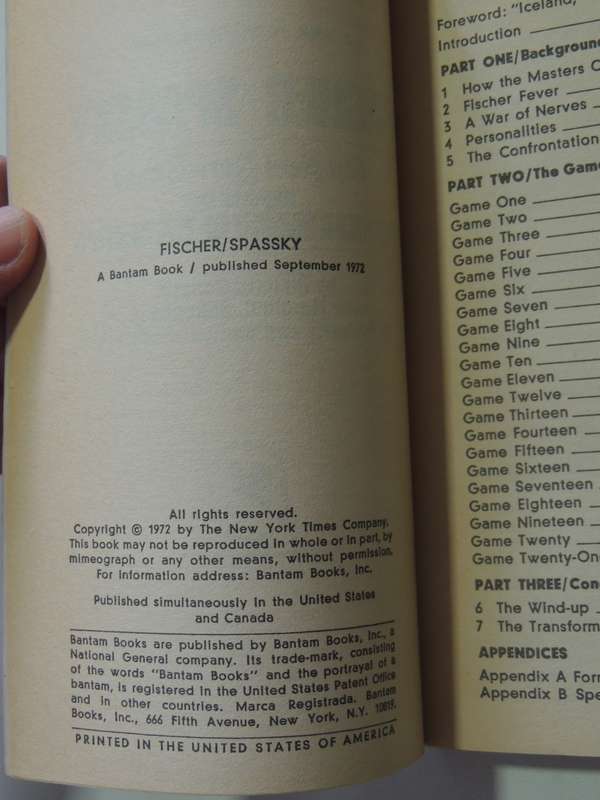 FISCHER/SPASSKY
A Bantam Book / published September 1972
All rights reserved.
Copyright © 1972 by The New York Times Company.
This book may not be reproduced in whole or in part, by
mimeograph or any other means, without permission.
For information address: Bantam Books, Inc.
Published simultaneously in the United States
and Canada
Bantam Books are published by Bantam Books, Inc., a
National General company. Its trade-mark, consisting
of the words "Bantam Books" and the portrayal of a
bantam, is registered in the United States Patent Office
and in other countries. Marca Registrada. Bantam
Books, Inc., 666 Fifth Avenue, New York, N.Y. 10019.
PRINTED IN THE UNITED STATES OF AMERICA
Foreword: "Iceland,
Introduction
PART ONE/Background
1 How the Masters
2 Fischer Fever
3 A War of Nerves
4 Personalities
5 The Confrontation
PART TWO/The
Game One
Game Two
Game Three
Game Four
Game Five
Game Six
Game Seven
Game Eight
Game Nine
Game Ten
Game Eleven
Game Twelve
Game Thirteen
Game Fourteen
Game Fifteen
Game Sixteen
Game Seventeen
Game Eighteen
Game Nineteen
Game Twenty
Game Twenty-One
PART THREE/
6 The Wind-up
7 The
APPENDICES
Appendix A
Appendix B